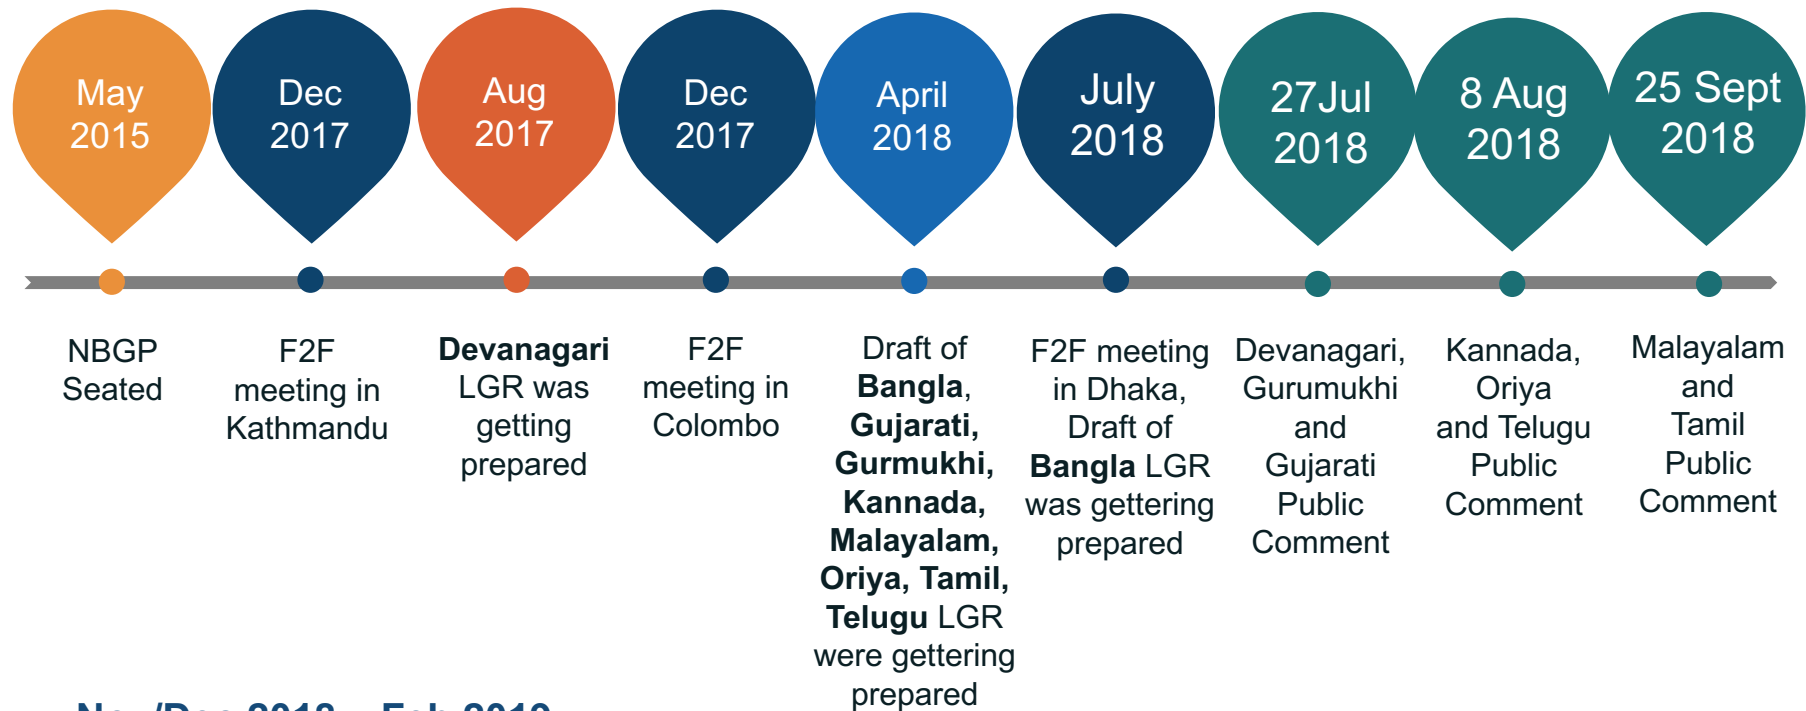 May
2015
Dec
2017
Aug
2017
Dec
2017
April
2018
July
2018
27Jul
2018
8 Aug
2018
25 Sept
2018
NBGP
Seated
F2F
meeting in
Kathmandu
Devanagari
LGR was
getting
prepared
F2F
meeting in
Colombo
Draft of
Bangla,
Gujarati,
Gurmukhi,
Kannada,
Malayalam,
Oriya, Tamil,
Telugu LGR
were gettering
prepared
F2F meeting
in Dhaka,
Draft of
Bangla LGR
was gettering
prepared
Devanagari,
Gurumukhi
and
Gujarati
Public
Comment
Kannada,
Oriya
and Telugu
Public
Comment
Malayalam
and
Tamil
Public
Comment